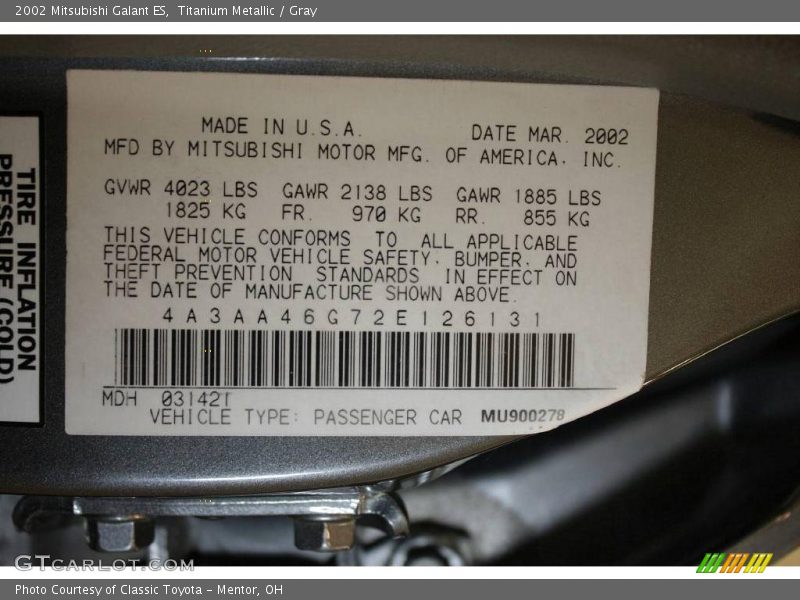 2002 Mitsubishi Galant ES,  Titanium Metallic / Gray
MADE IN U.S.A. DATE MAR. 2002
MFD BY MITSUBISHI MOTOR MFG. OF AMERICA. INC.
GVWR 4023 LBS GAWR 2138 LBS GAWR 1885 LBS
1825 KG FR. 970 KG RR. 855 KG
THIS VEHICLE CONFORMS TO ALL APPLICABLE
FEDERAL MOTOR VEHICLE SAFETY. BUMPER. AND
THEFT PREVENTION STANDARDS IN EFFECT ON
THE DATE OF MANUFACTURE SHOWN ABOVE.
4A3AA46G72E126131
MDH 031421
VEHICLE TYPE: PASSENGER CAR MU900278
TIRE INFLATION
PRESSURE (COLD)
GTCARLOT.COM
Photo Courtesy of Classic Toyota - Mentor, OH